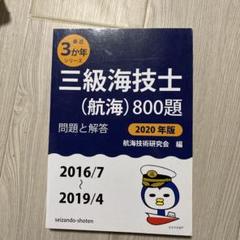 最近
3か年
シリーズ
三級海技士
(航海)800題
問題と解答
2020年版
航海技術研究会 編
2016/7
~
2019/4
seizando-shoten